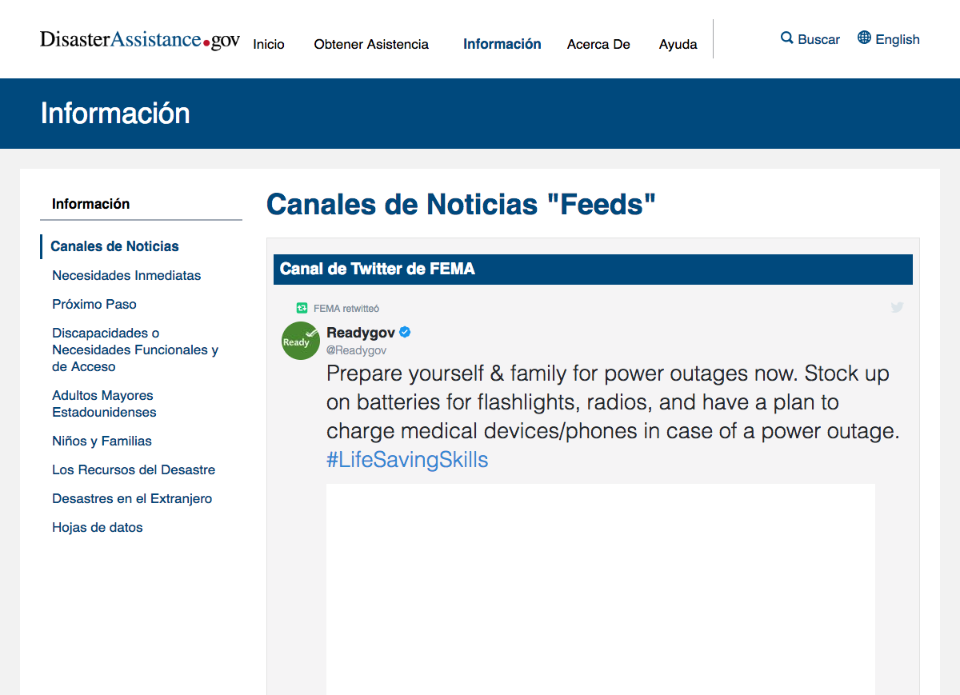 DisasterAssistance.gov
Inicio
Obtener Asistencia
Información
Acerca De
Ayuda
Buscar
English
Información
Información
Canales de Noticias
Necesidades Inmediatas
Próximo Paso
Discapacidades o
Necesidades Funcionales y
de Acceso
Adultos Mayores
Estadounidenses
Niños y Familias
Los Recursos del Desastre
Desastres en el Extranjero
Hojas de datos
Canales de Noticias "Feeds"
Canal de Twitter de FEMA
FEMA retwitteó
Ready
Readygov
@Readygov
Prepare yourself & family for power outages now. Stock up
on batteries for flashlights, radios, and have a plan to
charge medical devices/phones in case of a power outage.
#LifeSavingSkills